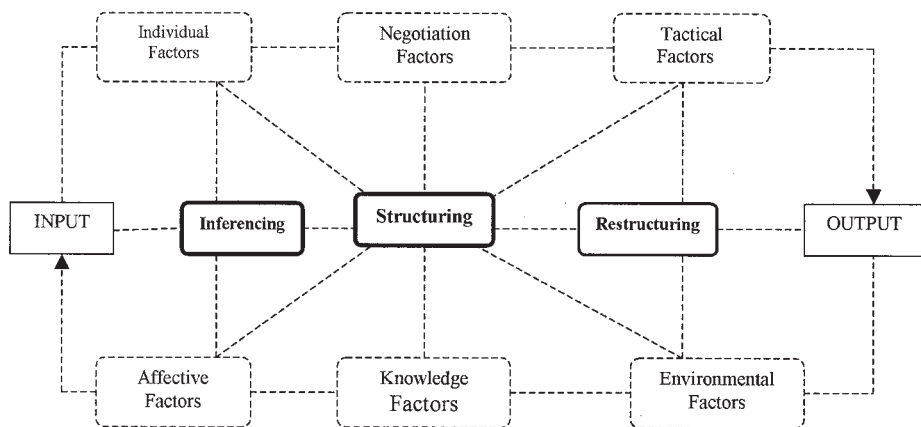 Individual
Factors
Negotiation
Factors
Tactical
Factors
INPUT
Inferencing
Structuring
Restructuring
OUTPUT
Affective
Factors
Knowledge
Factors
Environmental
Factors